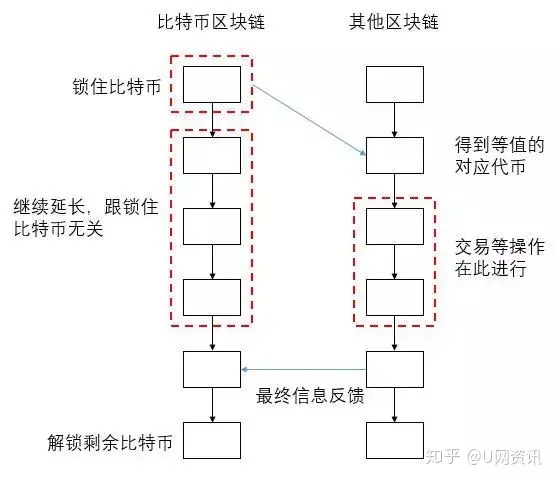 比特币区块链
其他区块链
锁住比特币
得到等值的
对应代币
继续延长，跟锁住
比特币无关
交易等操作
在此进行
最终信息反馈
解锁剩余比特币
知乎 @U网资讯